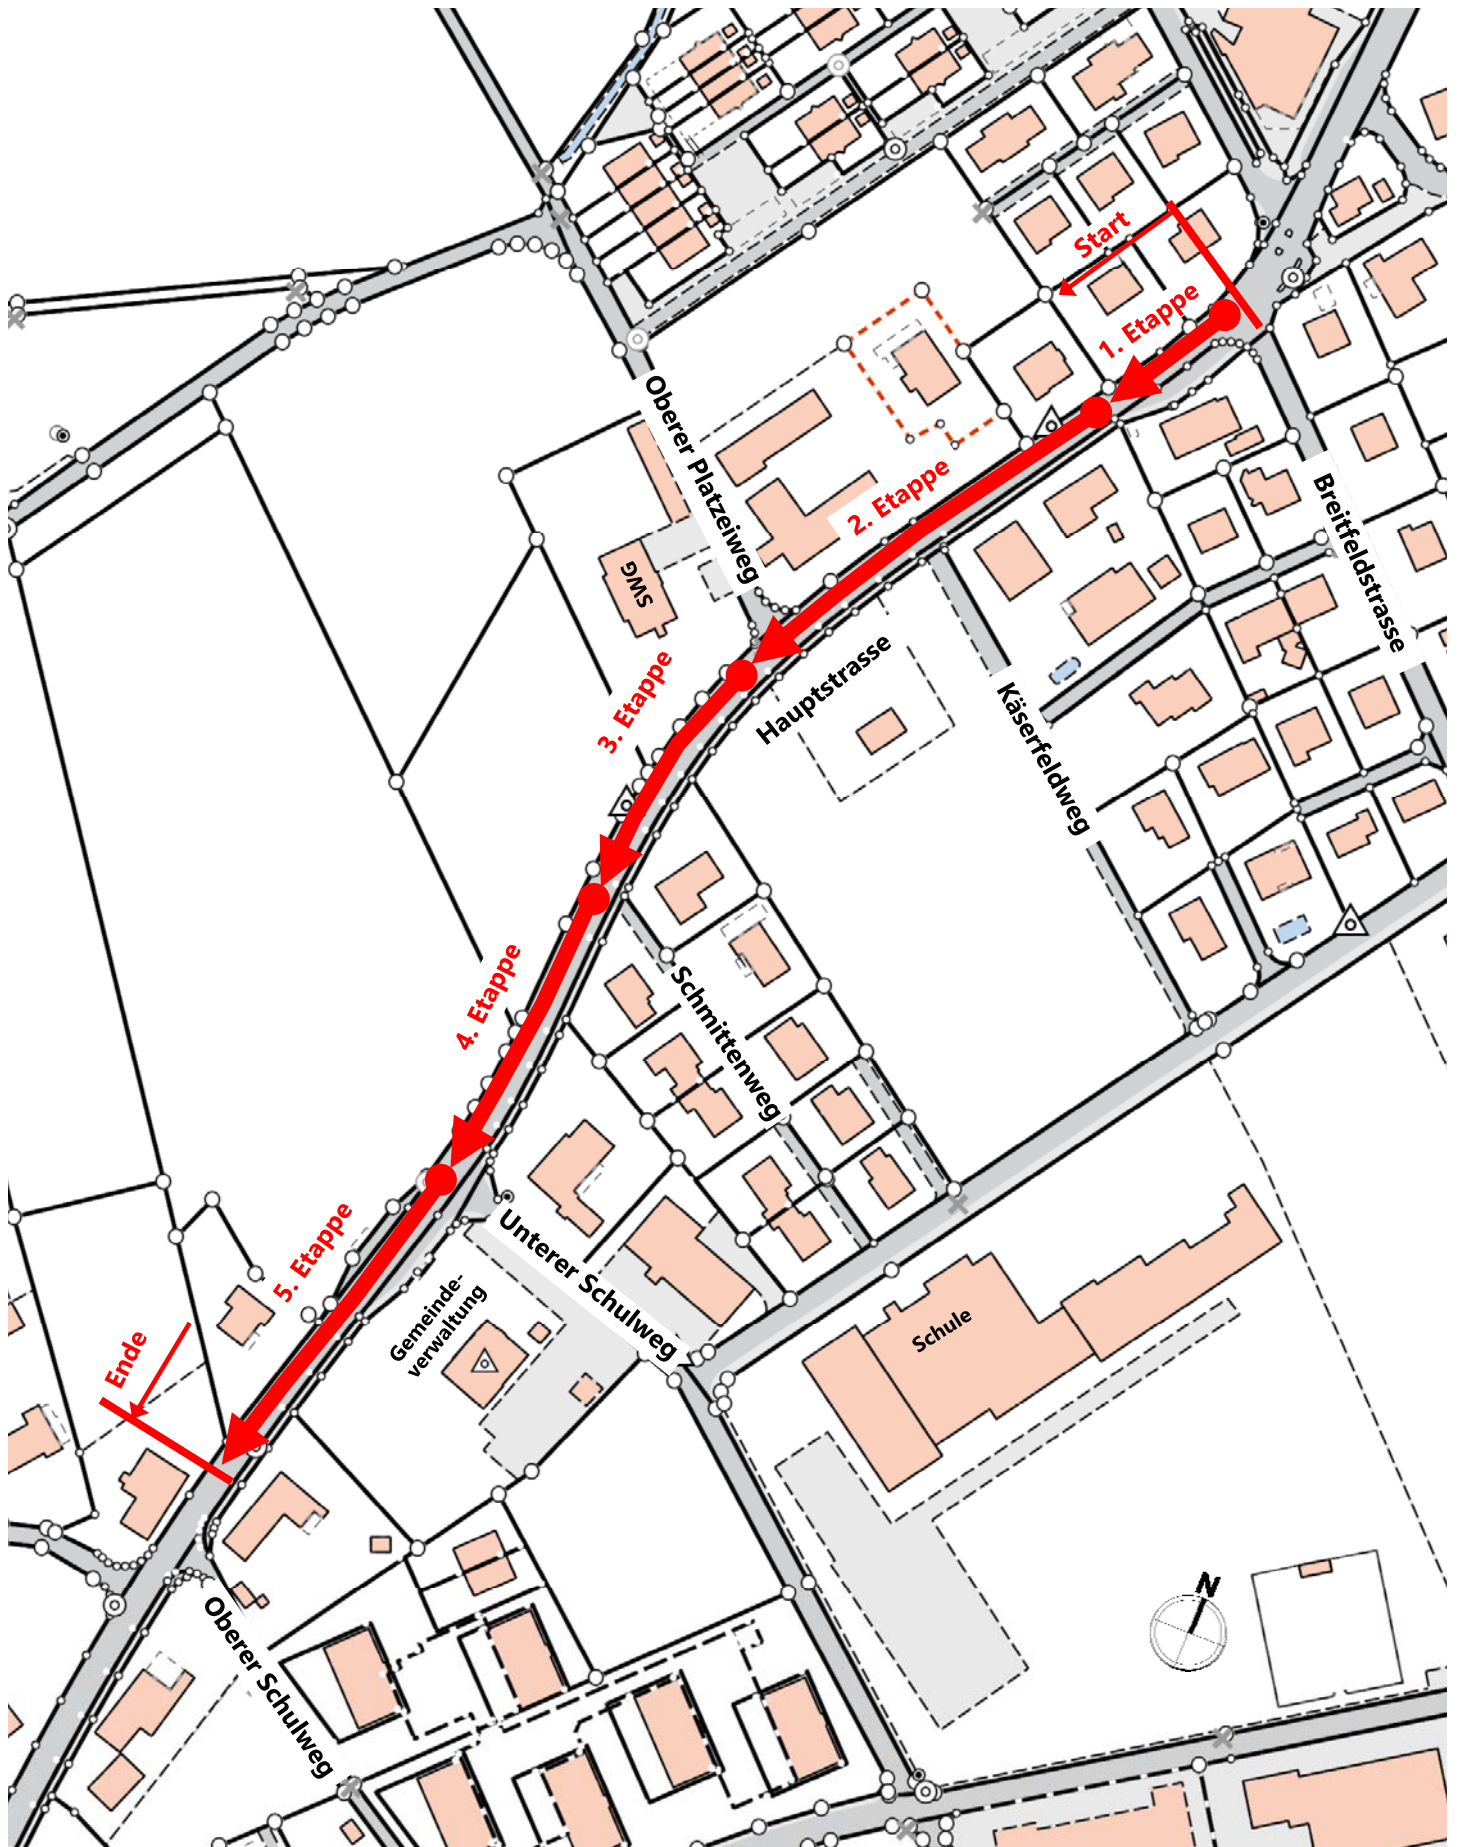 Start
1. Etappe
Oberer Platzeiweg
2. Etappe
Breitfeldstrasse
SWG
3. Etappe
Hauptstrasse
Käserfeldweg
4. Etappe
Schmittenweg
5. Etappe
Unterer Schulweg
Gemeinde-
verwaltung
Schule
Ende
N
Oberer Schulweg